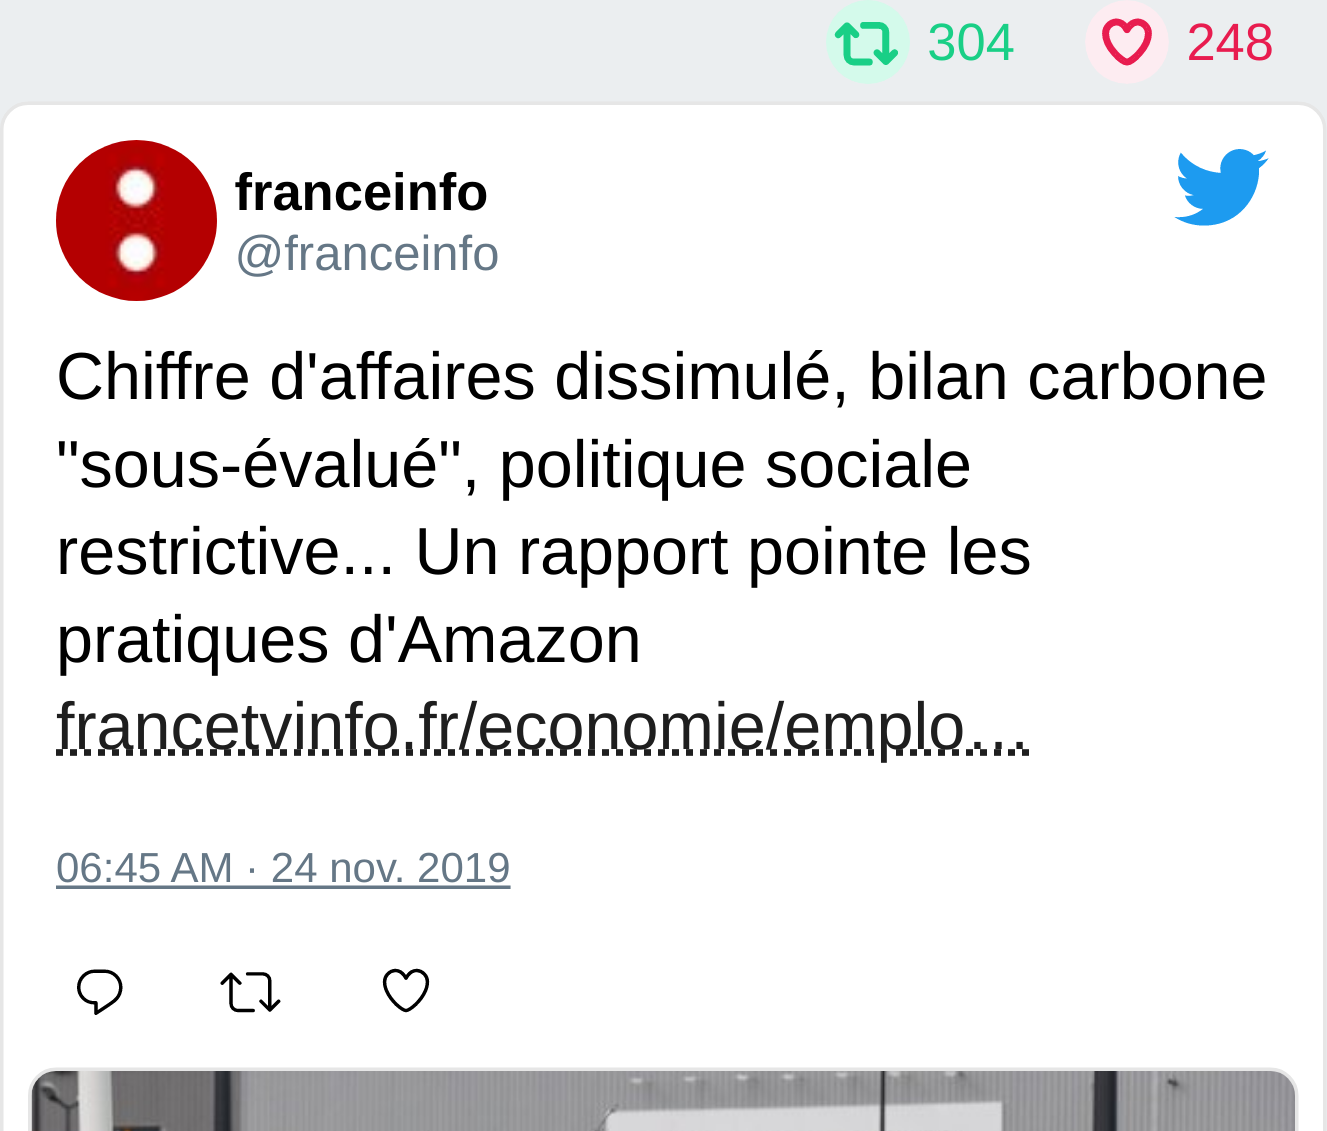 304 248
franceinfo
@franceinfo
Chiffre d'affaires dissimulé, bilan carbone
"sous-évalué", politique sociale
restrictive... Un rapport pointe les
pratiques d'Amazon
francetvinfo.fr/economie/emplo...
06:45 AM · 24 nov. 2019